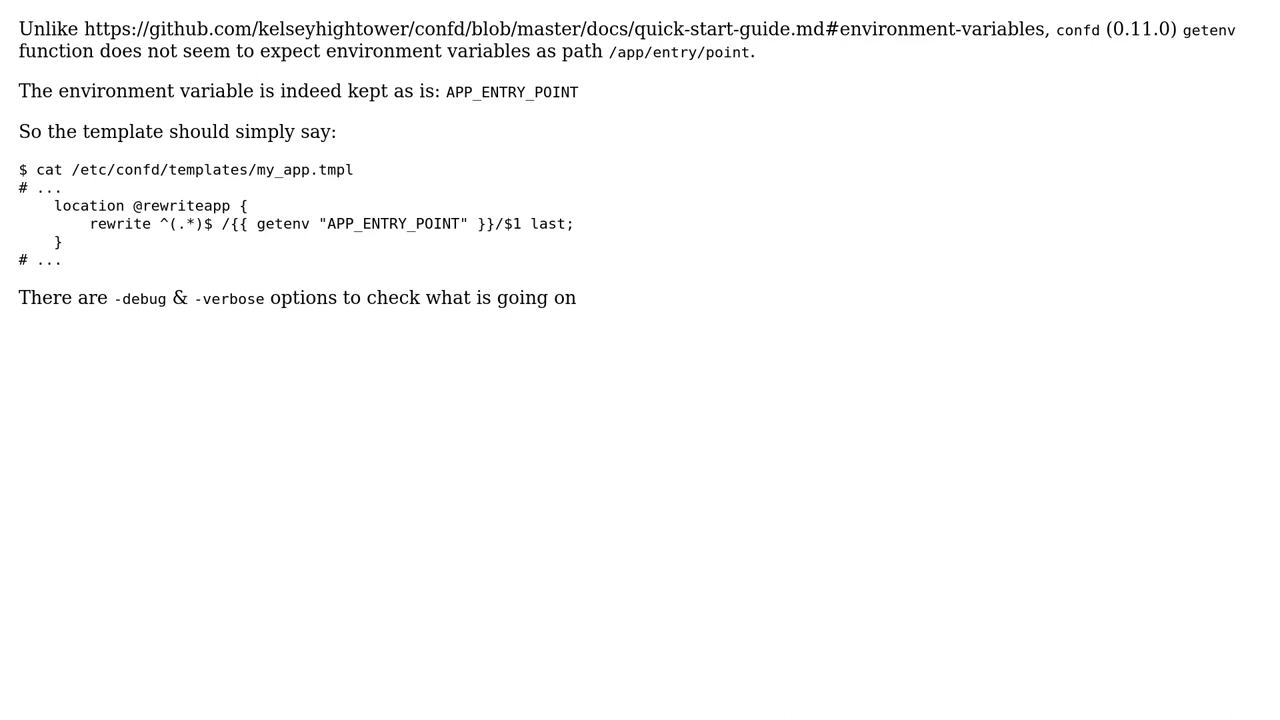 Unlike https://github.com/kelseyhightower/confd/blob/master/docs/quick-start-guide.md#environment-variables, confd (0.11.0) getenv
function does not seem to expect environment variables as path /app/entry/point.
The environment variable is indeed kept as is: APP_ENTRY_POINT
So the template should simply say:
$ cat /etc/confd/templates/my_app.tmpl
# ...
    location @rewriteapp {
        rewrite ^(.*)$ /{{ getenv "APP_ENTRY_POINT" }}/$1 last;
    }
# ...
There are -debug & -verbose options to check what is going on